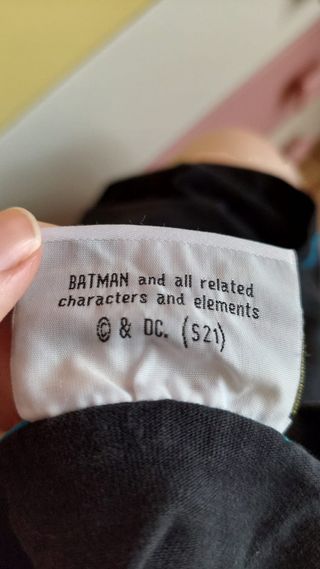 BATMAN and all related
characters and elements
© & DC. (S21)